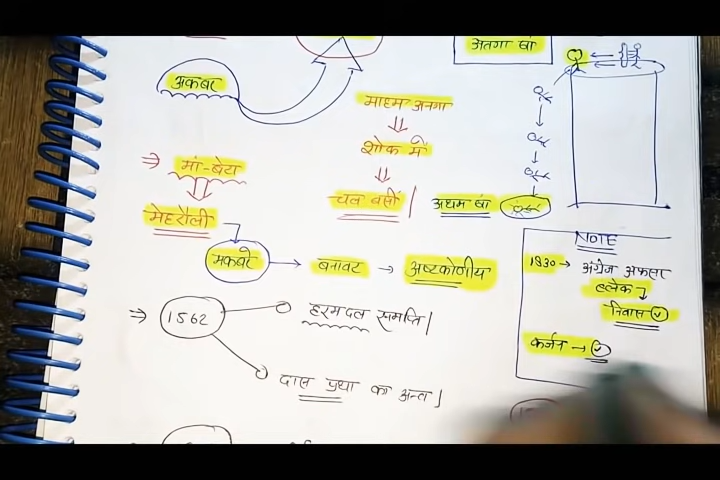 अतगा खां
अकबर
माहम अनगा
शोक में
⇒ मां-बेटा
चल बसीं|
अधम खां
मेहरौली
NOTE
मकबरे → बनावट → अष्टकोणीय
1830 → अंग्रेज अफसर
ब्लेक
निवास
⇒ 1562
हरमदल समाप्ति|
कर्जन →
दास प्रथा का अन्त|